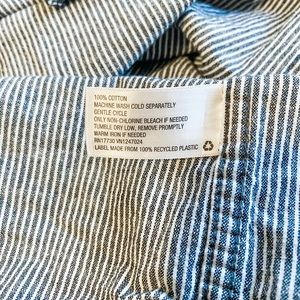 100% COTTON
MACHINE WASH COLD SEPARATELY
GENTLE CYCLE
ONLY NON-CHLORINE BLEACH IF NEEDED
TUMBLE DRY LOW, REMOVE PROMPTLY
WARM IRON IF NEEDED
RN17730 VN1247024
LABEL MADE FROM 100% RECYCLED PLASTIC